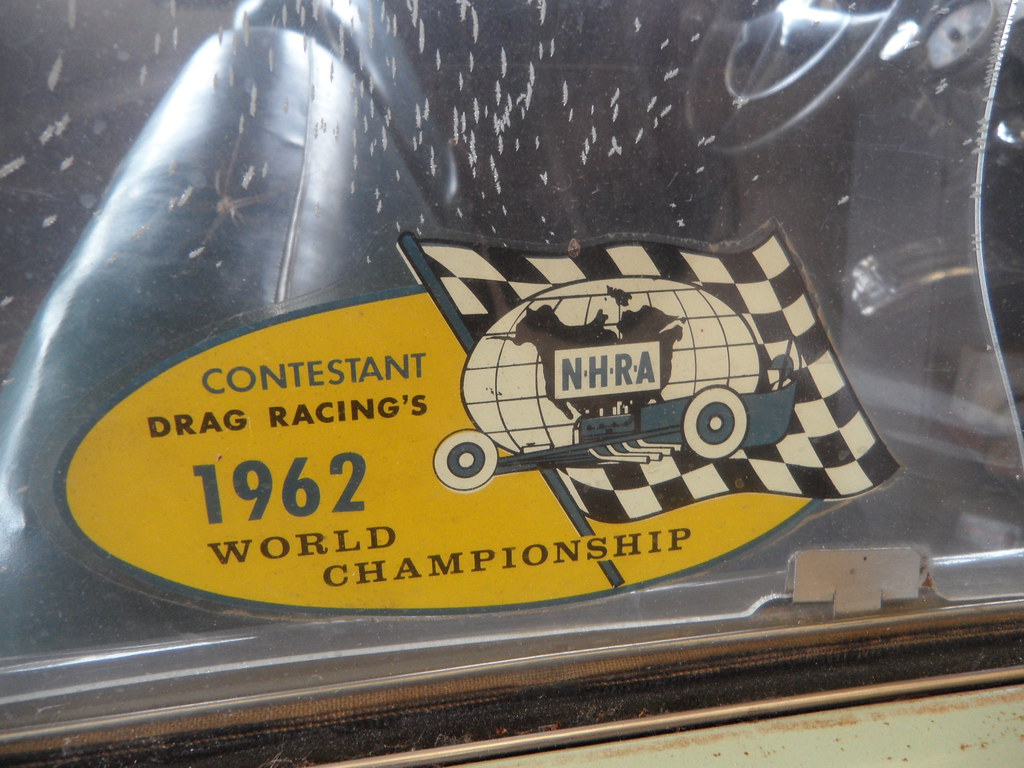 CONTESTANT
DRAG RACING'S
1962
WORLD
CHAMPIONSHIP
N·H·R·A